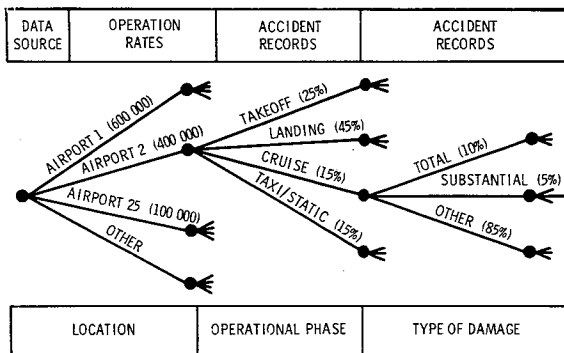 DATA SOURCE
OPERATION RATES
ACCIDENT RECORDS
ACCIDENT RECORDS
AIRPORT 1 (600 000)
AIRPORT 2 (400 000)
AIRPORT 25 (100 000)
OTHER
TAKEOFF (25%)
LANDING (45%)
CRUISE (15%)
TAXI/STATIC (15%)
TOTAL (10%)
SUBSTANTIAL (5%)
OTHER (85%)
LOCATION
OPERATIONAL PHASE
TYPE OF DAMAGE